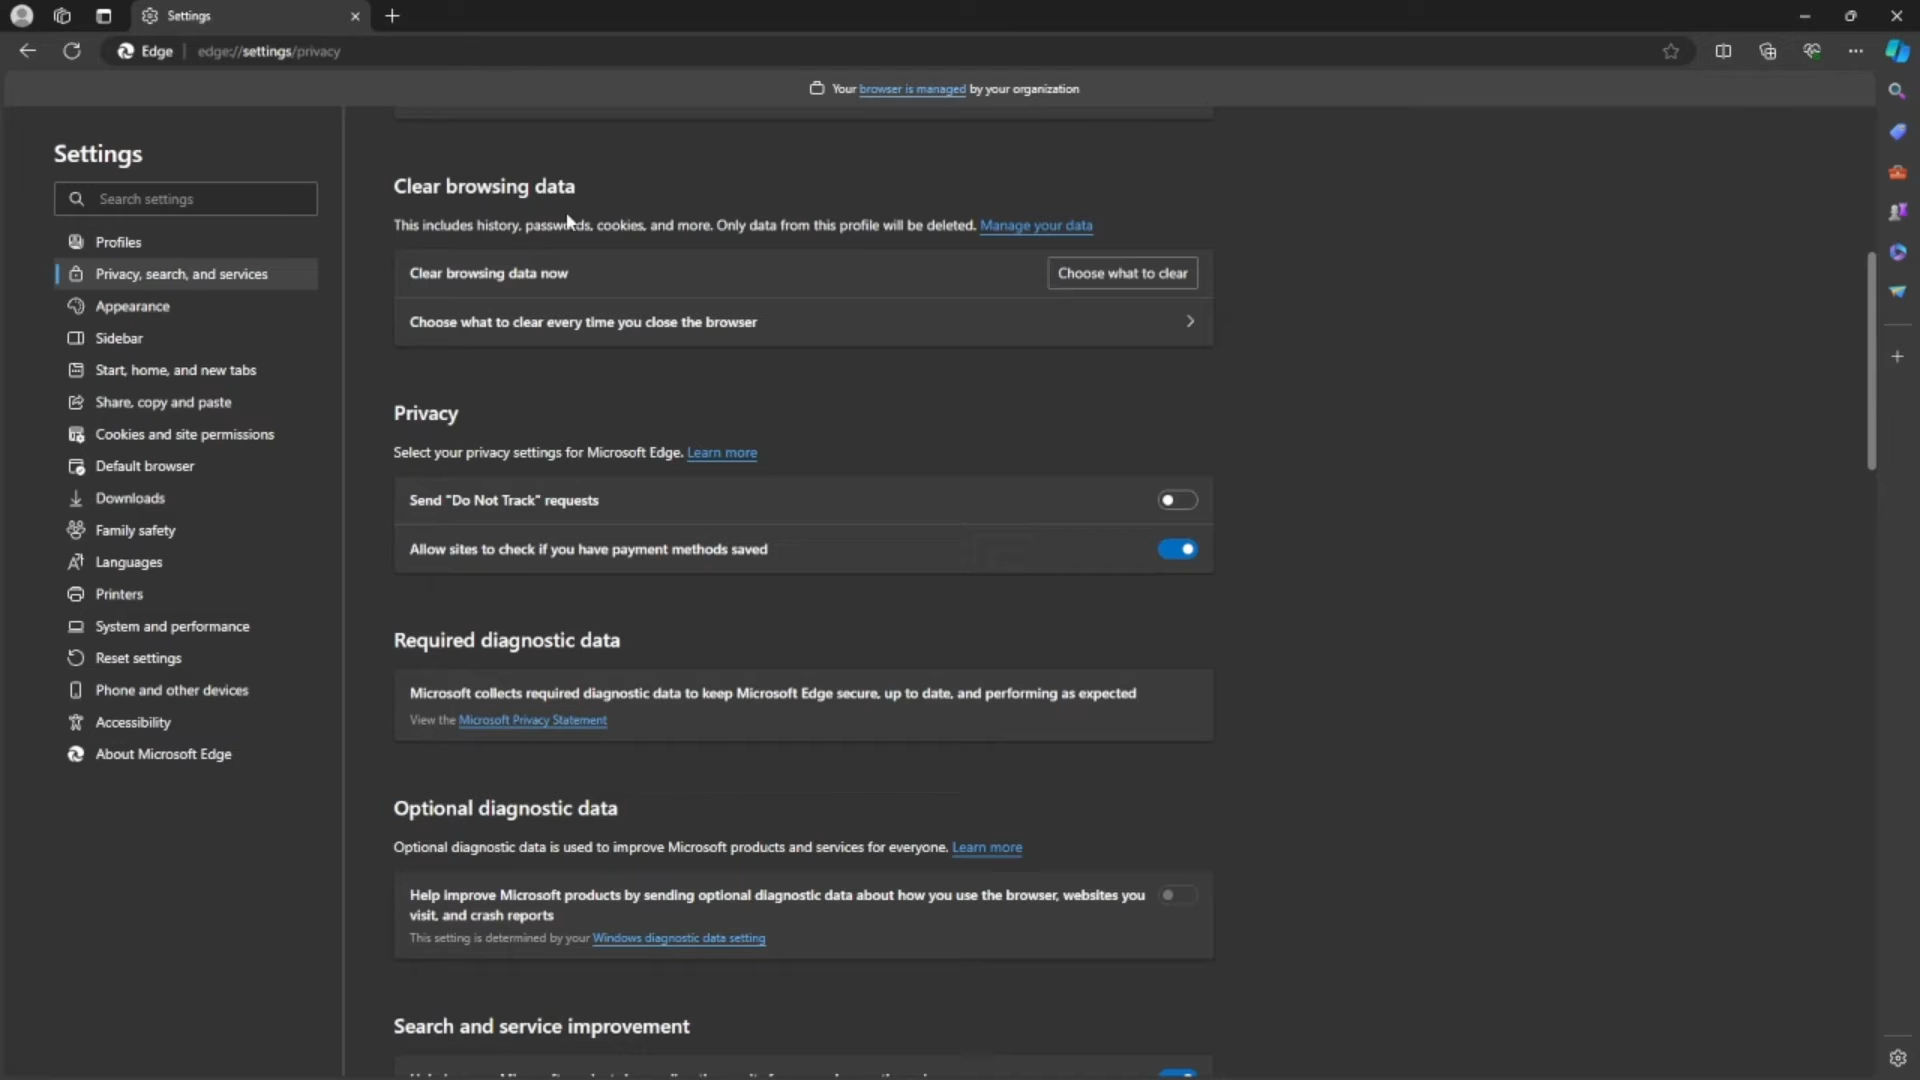 Settings
Edge
edge://settings/privacy
Your browser is managed by your organization
Settings
Search settings
Profiles
Privacy, search, and services
Appearance
Sidebar
Start, home, and new tabs
Share, copy and paste
Cookies and site permissions
Default browser
Downloads
Family safety
Languages
Printers
System and performance
Reset settings
Phone and other devices
Accessibility
About Microsoft Edge
Clear browsing data
This includes history, passwords, cookies, and more. Only data from this profile will be deleted. Manage your data
Clear browsing data now
Choose what to clear
Choose what to clear every time you close the browser
Privacy
Select your privacy settings for Microsoft Edge. Learn more
Send "Do Not Track" requests
Allow sites to check if you have payment methods saved
Required diagnostic data
Microsoft collects required diagnostic data to keep Microsoft Edge secure, up to date, and performing as expected
View the Microsoft Privacy Statement
Optional diagnostic data
Optional diagnostic data is used to improve Microsoft products and services for everyone. Learn more
Help improve Microsoft products by sending optional diagnostic data about how you use the browser, websites you
visit, and crash reports
This setting is determined by your Windows diagnostic data setting
Search and service improvement